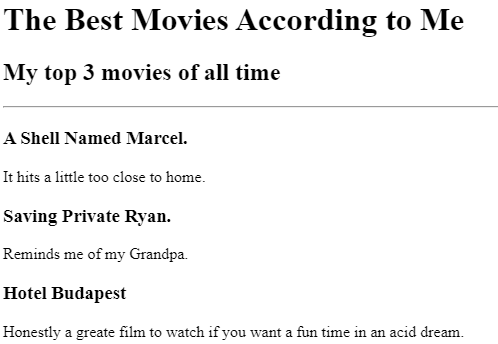 The Best Movies According to Me
My top 3 movies of all time
A Shell Named Marcel.
It hits a little too close to home.
Saving Private Ryan.
Reminds me of my Grandpa.
Hotel Budapest
Honestly a greate film to watch if you want a fun time in an acid dream.